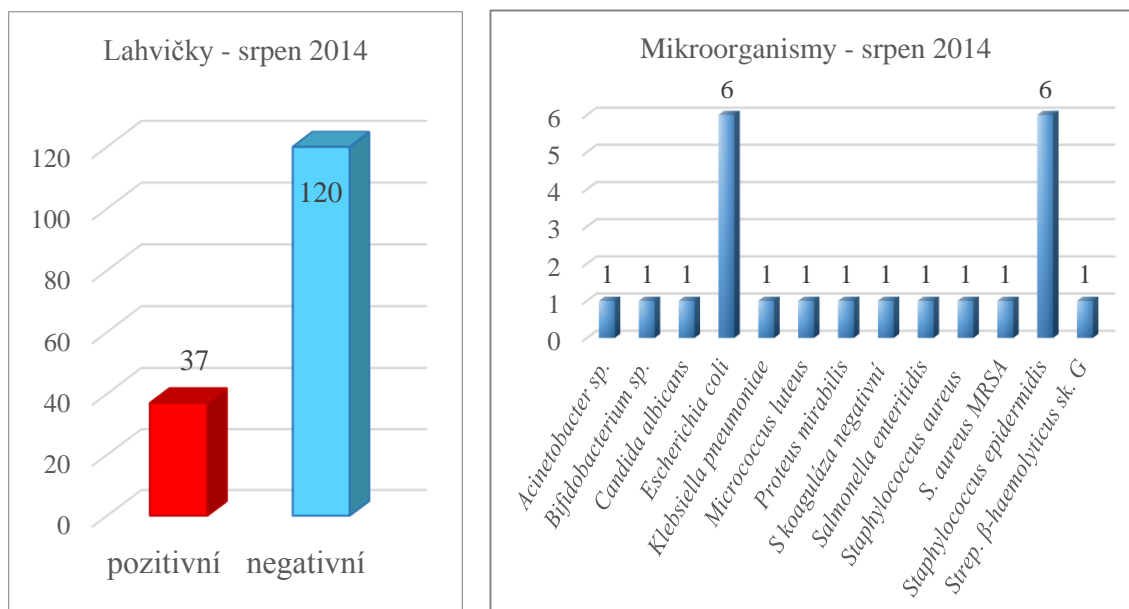 Lahvičky - srpen 2014
120
100
80
60
40
20
0
37
120
pozitivní negativní
Mikroorganismy - srpen 2014
6
5
4
3
2
1
0
1 1 1 6 1 1 1 1 1 1 1 6 1
Acinetobacter sp.
Bifidobacterium sp.
Candida albicans
Escherichia coli
Klebsiella pneumoniae
Micrococcus luteus
Proteus mirabilis
S koaguláza negativní
Salmonella enteritidis
Staphylococcus aureus
S. aureus MRSA
Staphylococcus epidermidis
Strep. β-haemolyticus sk. G